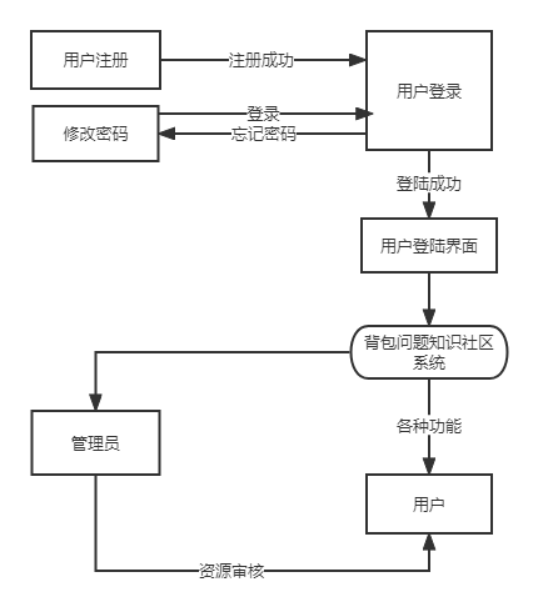 用户注册
注册成功
用户登录
登录
修改密码
忘记密码
登陆成功
用户登陆界面
背包问题知识社区
系统
各种功能
管理员
用户
资源审核